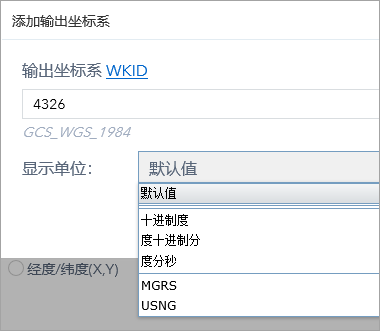 添加输出坐标系
输出坐标系 WKID
4326
GCS_WGS_1984
显示单位： 默认值
默认值
十进制度
度十进制分
度分秒
经度/纬度(X,Y)
MGRS
USNG